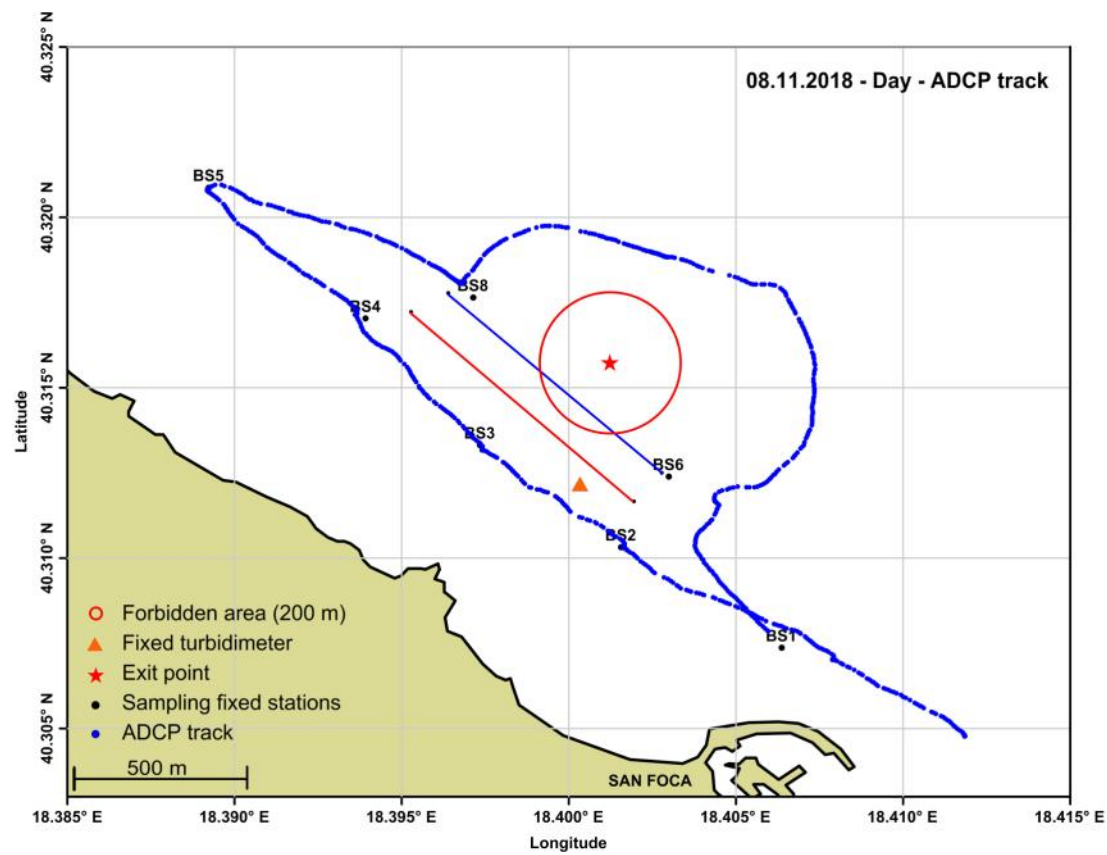 08.11.2018 - Day - ADCP track
40.325° N
40.320° N
40.315° N
40.310° N
40.305° N
Latitude
BS5
BS8
BS4
BS3
BS6
BS2
BS1
Forbidden area (200 m)
Fixed turbidimeter
Exit point
Sampling fixed stations
ADCP track
500 m
SAN FOCA
18.385° E
18.390° E
18.395° E
18.400° E
18.405° E
18.410° E
18.415° E
Longitude